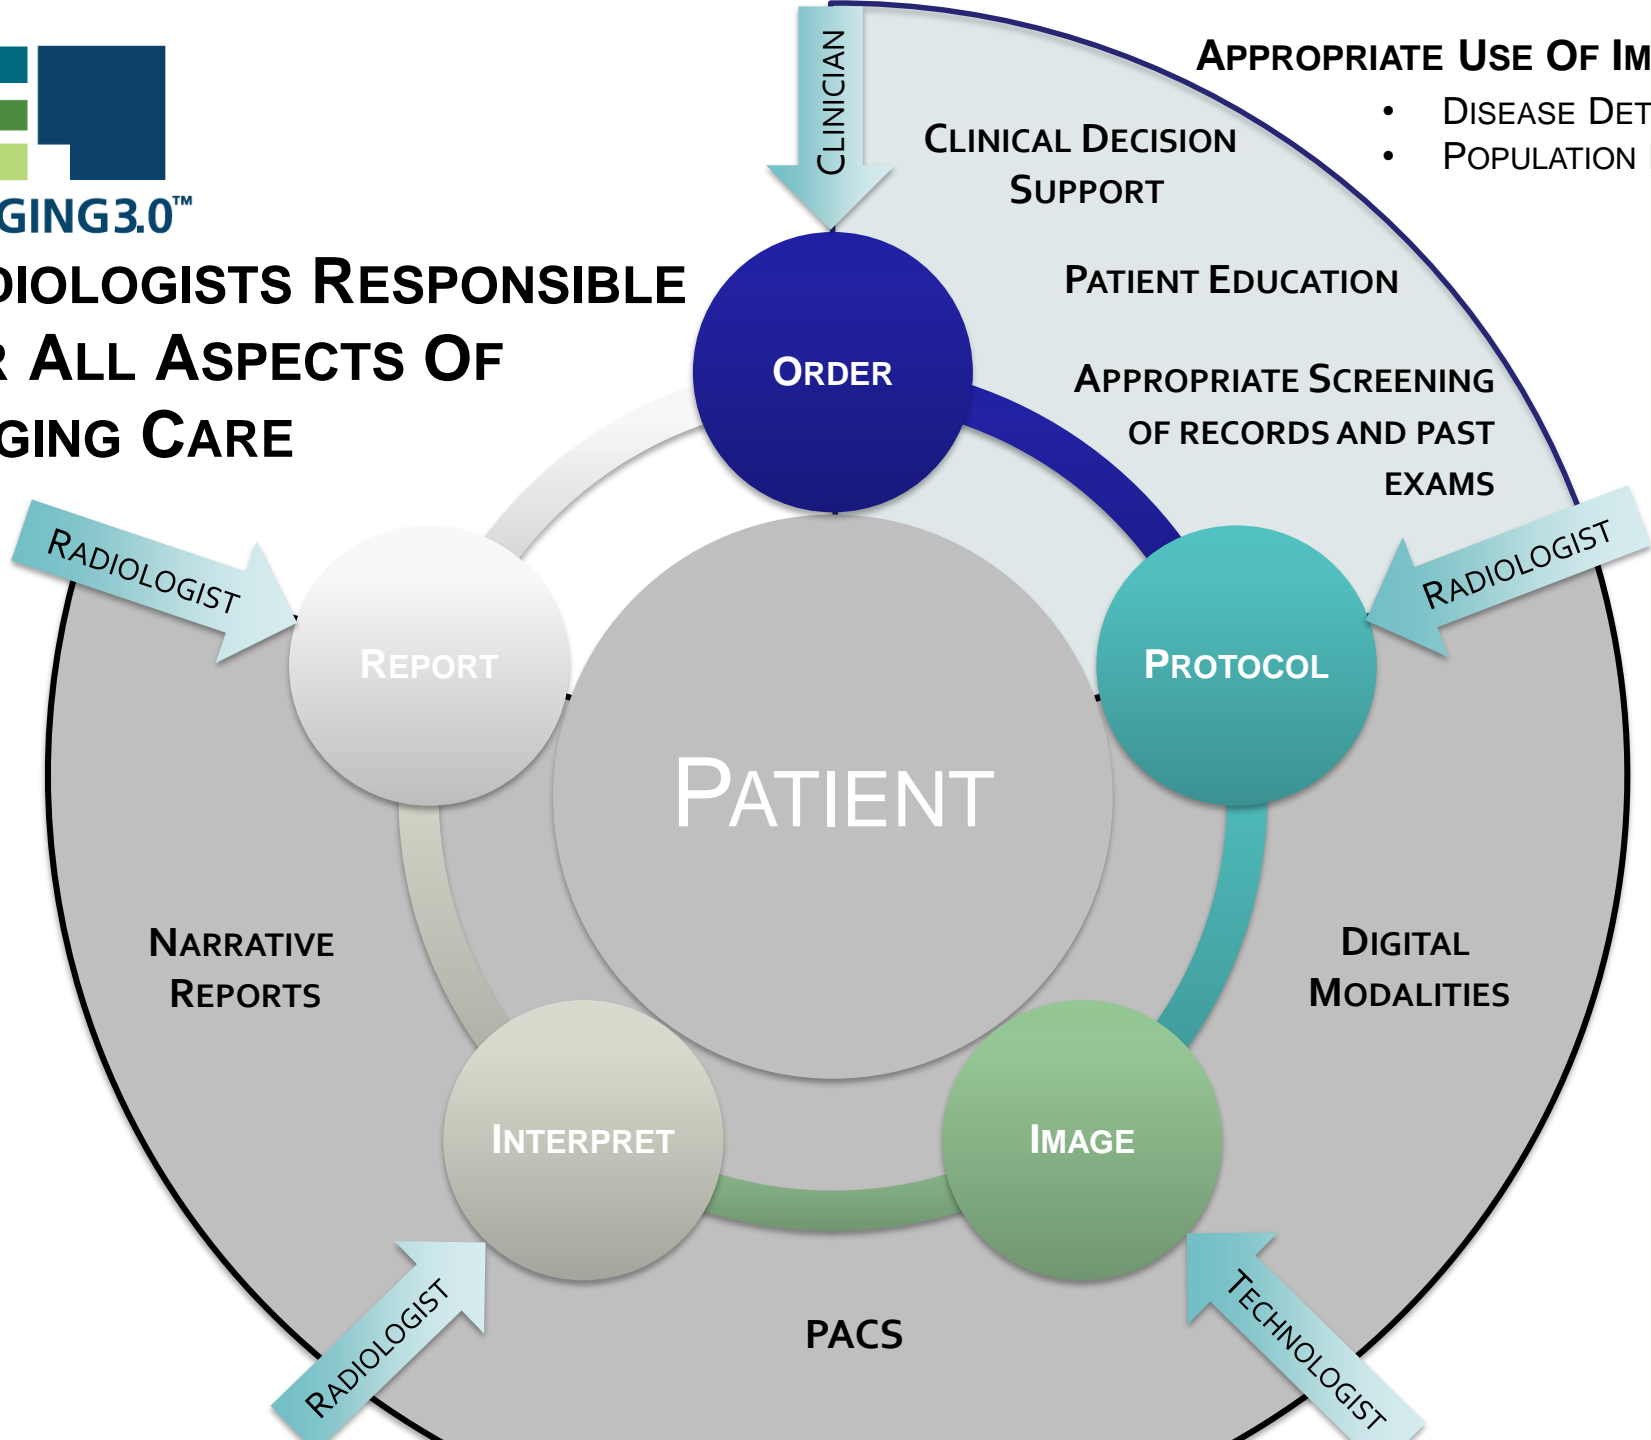 GING3.0™
DIOLOGISTS RESPONSIBLE
R ALL ASPECTS OF
GING CARE
CLINICIAN
APPROPRIATE USE OF IM
• DISEASE DET
• POPULATION
CLINICAL DECISION
SUPPORT
PATIENT EDUCATION
APPROPRIATE SCREENING
OF RECORDS AND PAST
EXAMS
ORDER
RADIOLOGIST
RADIOLOGIST
REPORT
PROTOCOL
PATIENT
NARRATIVE
REPORTS
DIGITAL
MODALITIES
INTERPRET
IMAGE
RADIOLOGIST
PACS
TECHNOLOGIST